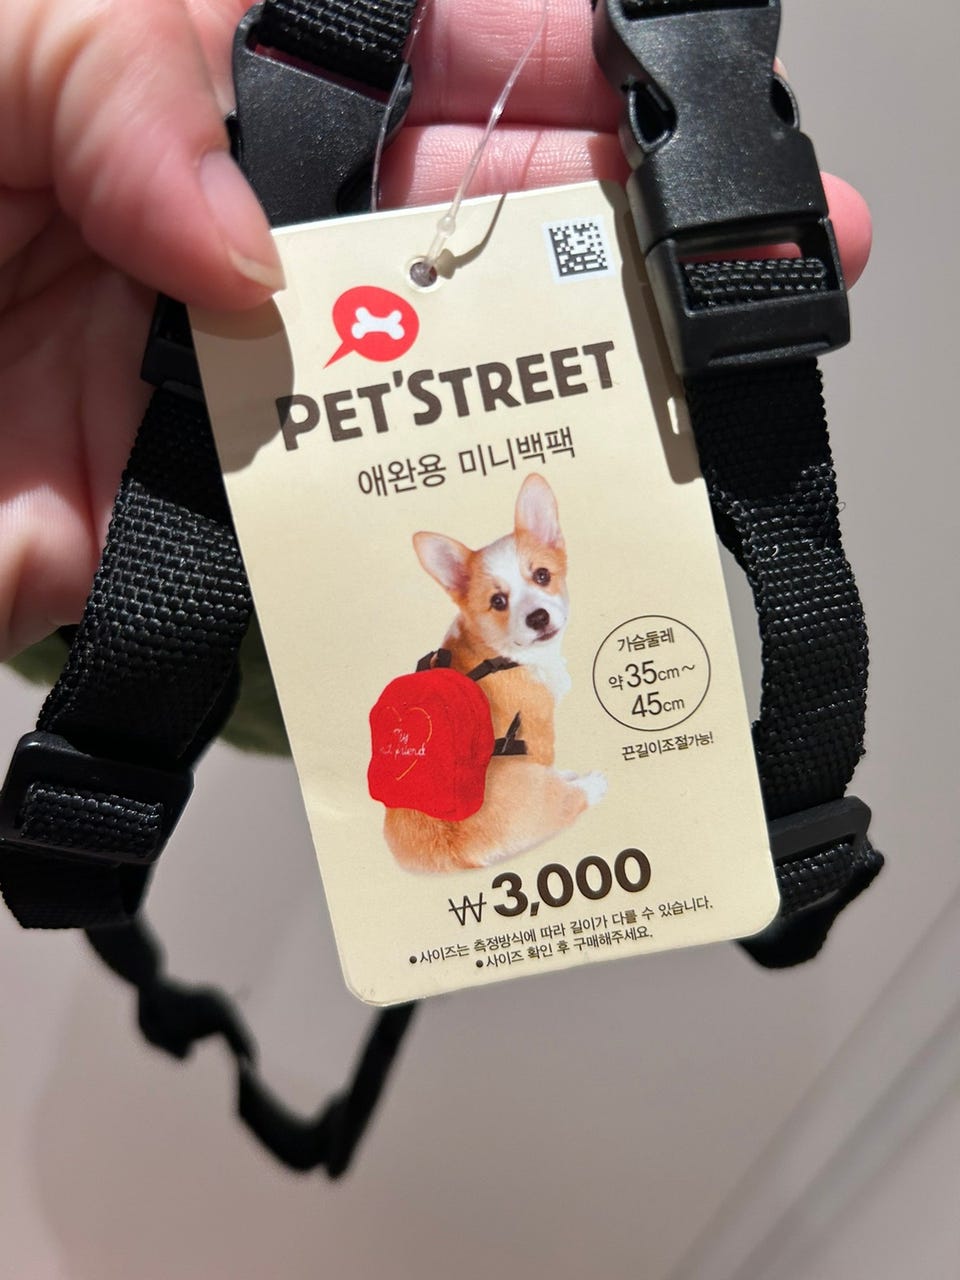 PET'STREET
애완용 미니백팩
가슴둘레
약 35cm~
45cm
끈길이조절가능!
My
friend
₩3,000
●사이즈는 측정방식에 따라 길이가 다를 수 있습니다.
●사이즈 확인 후 구매해주세요.